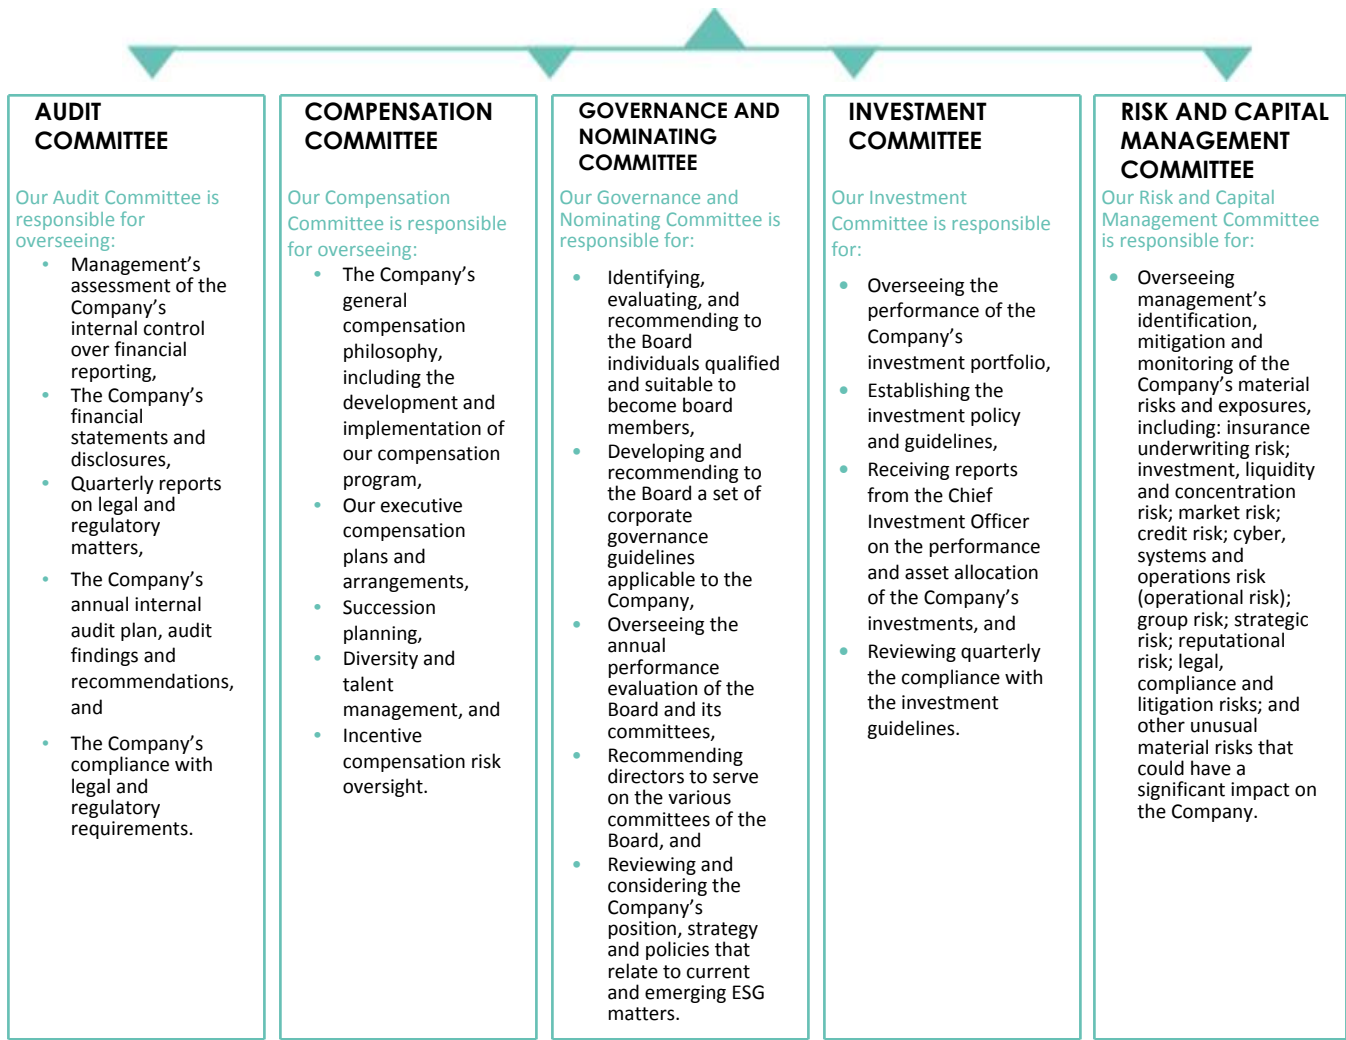 AUDIT
COMMITTEE
Our Audit Committee is
responsible for
overseeing:
• Management’s
assessment of the
Company’s
internal control
over financial
reporting,
• The Company’s
financial
statements and
disclosures,
• Quarterly reports
on legal and
regulatory
matters,
• The Company’s
annual internal
audit plan, audit
findings and
recommendations,
and
• The Company’s
compliance with
legal and
regulatory
requirements.
COMPENSATION
COMMITTEE
Our Compensation
Committee is responsible
for overseeing:
• The Company’s
general
compensation
philosophy,
including the
development and
implementation of
our compensation
program,
• Our executive
compensation
plans and
arrangements,
• Succession
planning,
• Diversity and
talent
management, and
• Incentive
compensation risk
oversight.
GOVERNANCE AND
NOMINATING
COMMITTEE
Our Governance and
Nominating Committee is
responsible for:
• Identifying,
evaluating, and
recommending to
the Board
individuals qualified
and suitable to
become board
members,
• Developing and
recommending to
the Board a set of
corporate
governance
guidelines
applicable to the
Company,
• Overseeing the
annual
performance
evaluation of the
Board and its
committees,
• Recommending
directors to serve
on the various
committees of the
Board, and
• Reviewing and
considering the
Company’s
position, strategy
and policies that
relate to current
and emerging ESG
matters.
INVESTMENT
COMMITTEE
Our Investment
Committee is responsible
for:
• Overseeing the
performance of the
Company’s
investment portfolio,
• Establishing the
investment policy
and guidelines,
• Receiving reports
from the Chief
Investment Officer
on the performance
and asset allocation
of the Company’s
investments, and
• Reviewing quarterly
the compliance with
the investment
guidelines.
RISK AND CAPITAL
MANAGEMENT
COMMITTEE
Our Risk and Capital
Management Committee
is responsible for:
• Overseeing
management’s
identification,
mitigation and
monitoring of the
Company’s material
risks and exposures,
including: insurance
underwriting risk;
investment, liquidity
and concentration
risk; market risk;
credit risk; cyber,
systems and
operations risk
(operational risk);
group risk; strategic
risk; reputational
risk; legal,
compliance and
litigation risks; and
other unusual
material risks that
could have a
significant impact on
the Company.